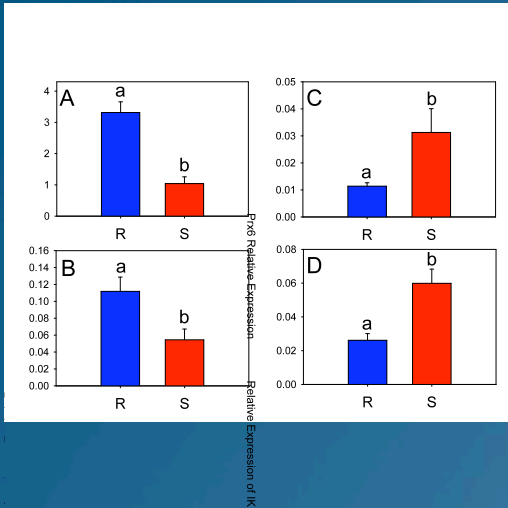 A
a
b
4
3
2
1
0
R
S
C
a
b
0.05
0.04
0.03
0.02
0.01
0.00
R
S
B
a
b
0.16
0.14
0.12
0.10
0.08
0.06
0.04
0.02
0.00
R
S
D
a
b
0.08
0.06
0.04
0.02
0.00
R
S
Prx6 Relative Expression
Relative Expression of IK